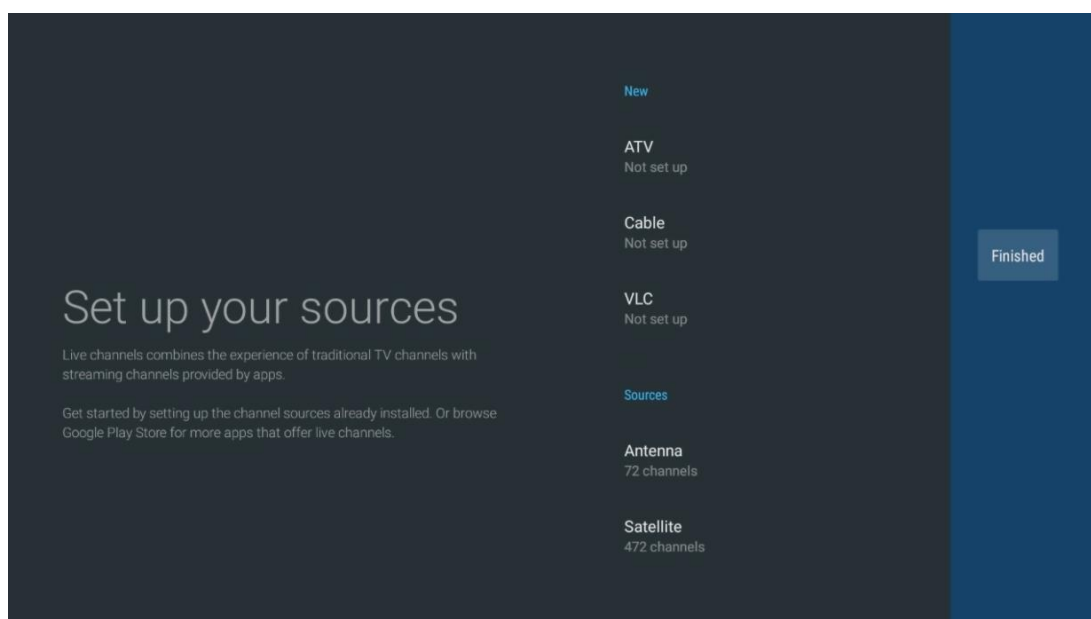 Set up your sources
Live channels combines the experience of traditional TV channels with
streaming channels provided by apps.
Get started by setting up the channel sources already installed. Or browse
Google Play Store for more apps that offer live channels.
New
ATV
Not set up
Cable
Not set up
VLC
Not set up
Sources
Antenna
72 channels
Satellite
472 channels
Finished